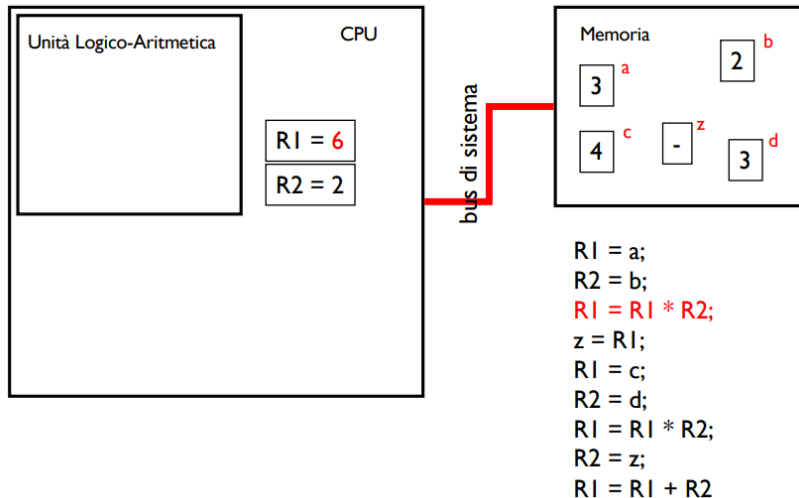 Unità Logico-Aritmetica
CPU
R1 = 6
R2 = 2
bus di sistema
Memoria
3 a
2 b
4 c
- z
3 d
R1 = a;
R2 = b;
R1 = R1 * R2;
z = R1;
R1 = c;
R2 = d;
R1 = R1 * R2;
R2 = z;
R1 = R1 + R2